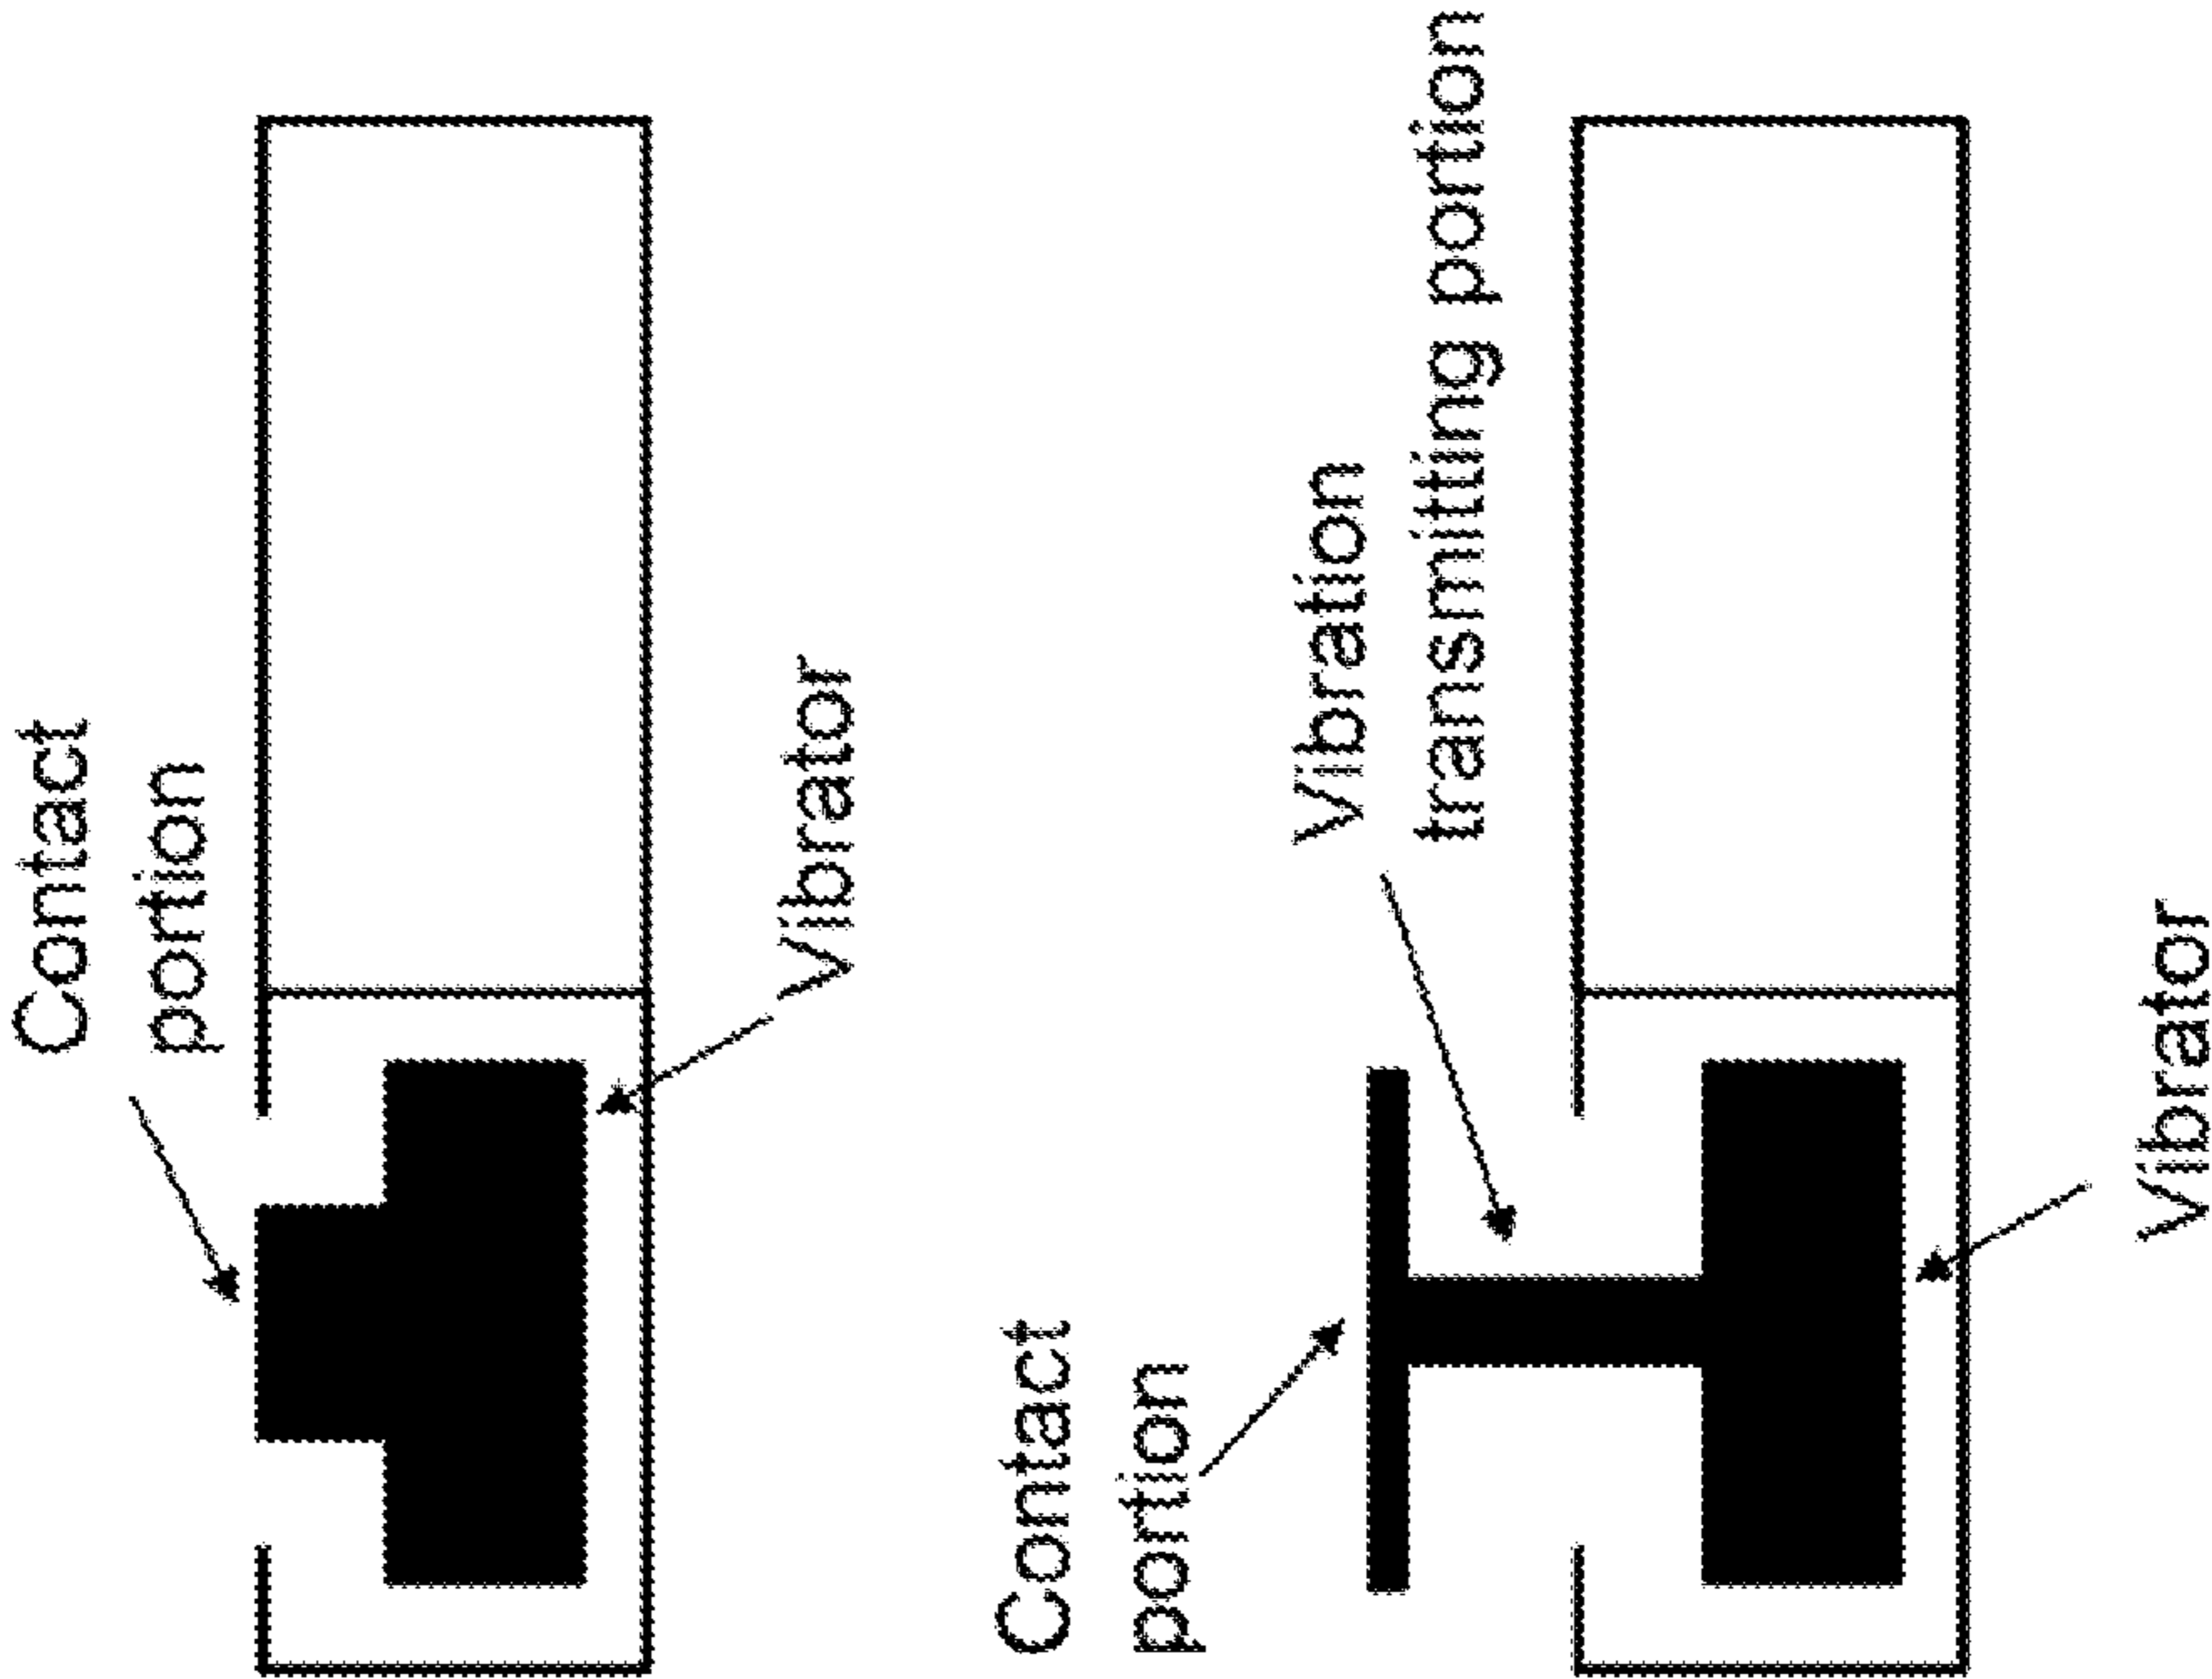 Contact
portion
Vibrator
Contact
portion
Vibration
transmitting portion
Vibrator